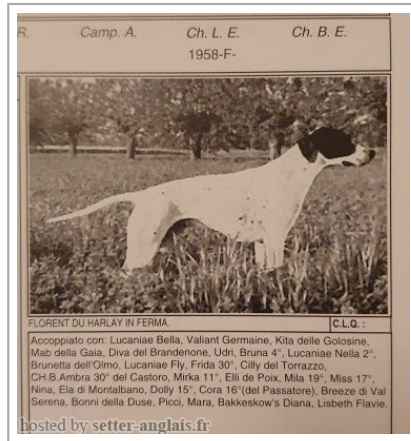 R. Camp. A. Ch. L. E. Ch. B. E.
1958-F-
FLORENT DU HARLAY IN FERMA. C.L.Q. :
Accoppiato con: Lucaniae Bella, Valiant Germaine, Kita delle Golosine,
Mab della Gaia, Diva del Brandenone, Udri, Bruna 4°, Lucaniae Nella 2°,
Brunetta dell'Olmo, Lucaniae Fly, Frida 30°, Cilly del Torrazzo,
CH.B.Ambra 30° del Castoro, Mirka 11°, Elli de Poix, Mila 19°, Miss 17°,
Nina, Ela di Montalbano, Dolly 15°, Cora 16°(del Passatore), Breeze di Val
Serena, Bonni della Duse, Picci, Mara, Bakkeskow's Diana, Lisbeth Flavie.
hosted by setter-anglais.fr